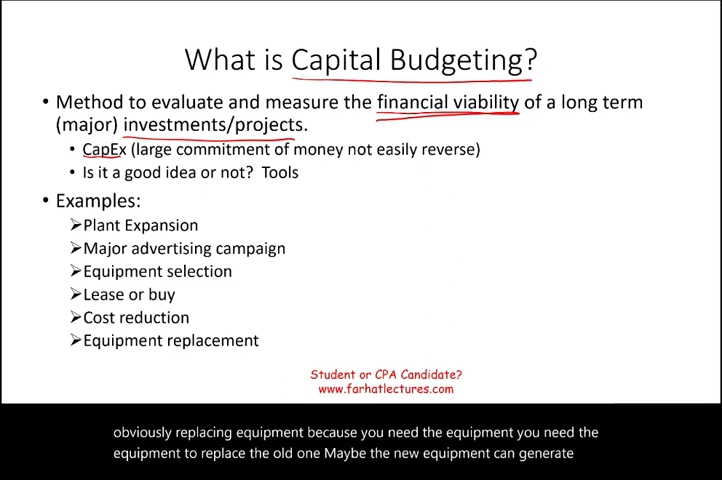 What is Capital Budgeting?
• Method to evaluate and measure the financial viability of a long term
(major) investments/projects.
• CapEx (large commitment of money not easily reverse)
• Is it a good idea or not? Tools
• Examples:
➢Plant Expansion
➢Major advertising campaign
➢Equipment selection
➢Lease or buy
➢Cost reduction
➢Equipment replacement
Student or CPA Candidate?
www.farhatlectures.com
obviously replacing equipment because you need the equipment you need the
equipment to replace the old one Maybe the new equipment can generate